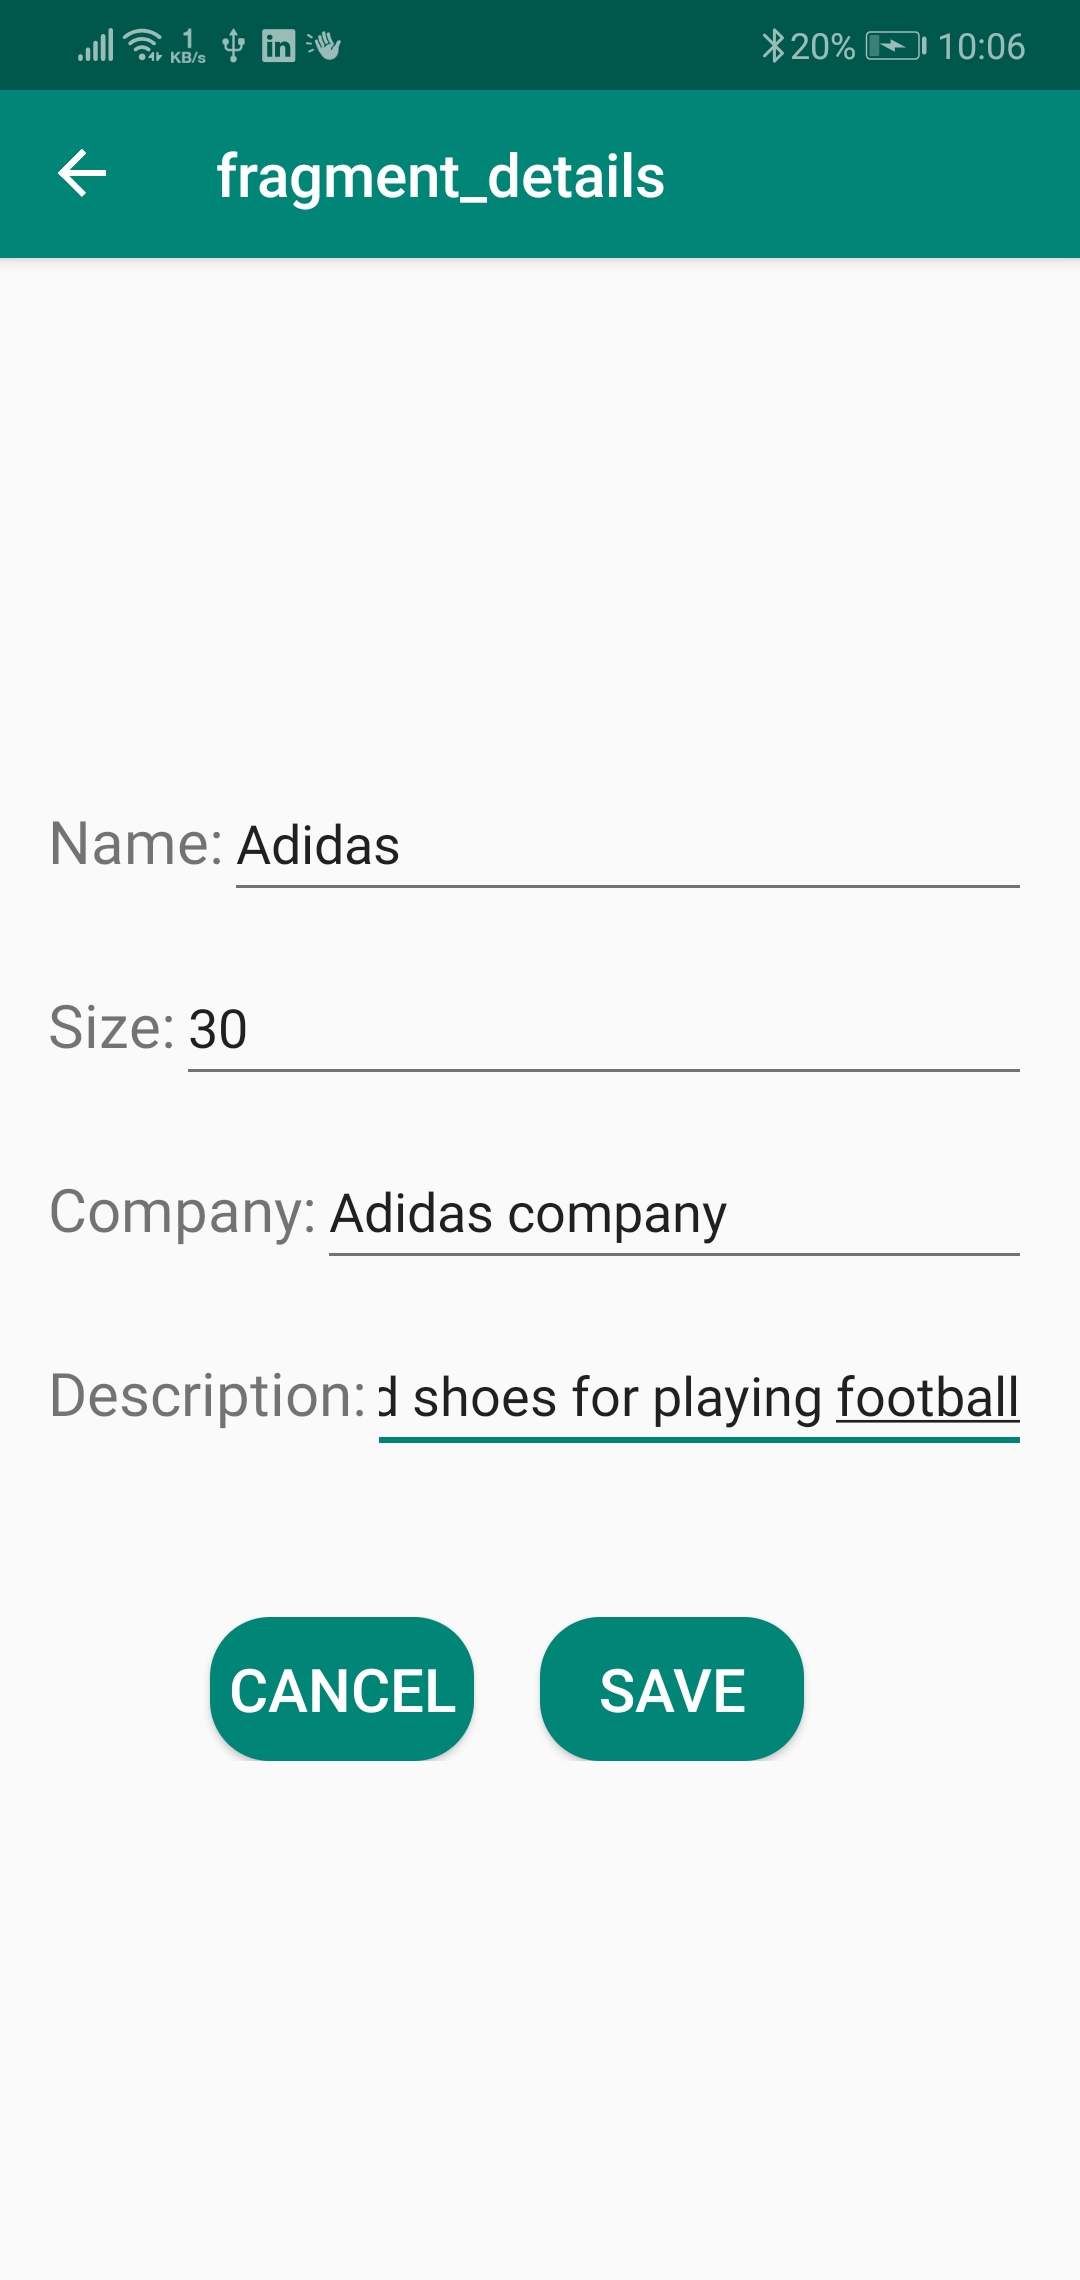 1
KB/s
in
20%
10:06
fragment_details
Name: Adidas
Size: 30
Company: Adidas company
Description: d shoes for playing football
CANCEL
SAVE